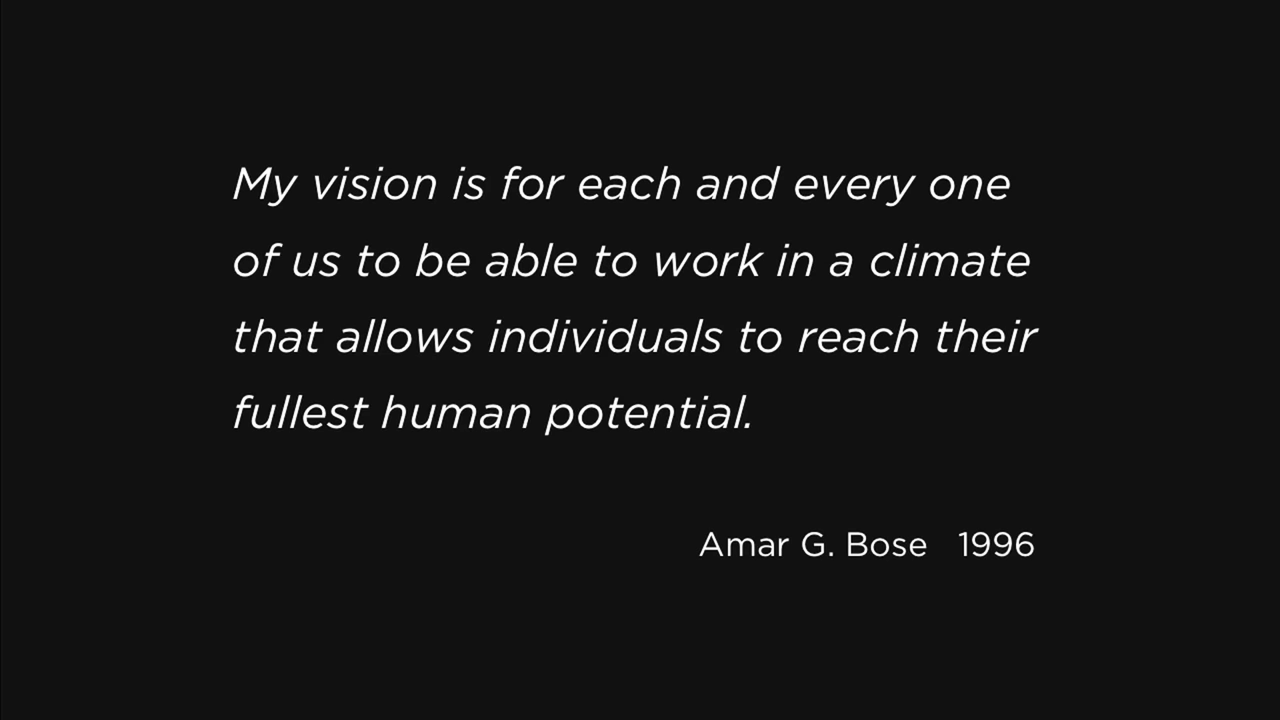 My vision is for each and every one
of us to be able to work in a climate
that allows individuals to reach their
fullest human potential.
Amar G. Bose 1996